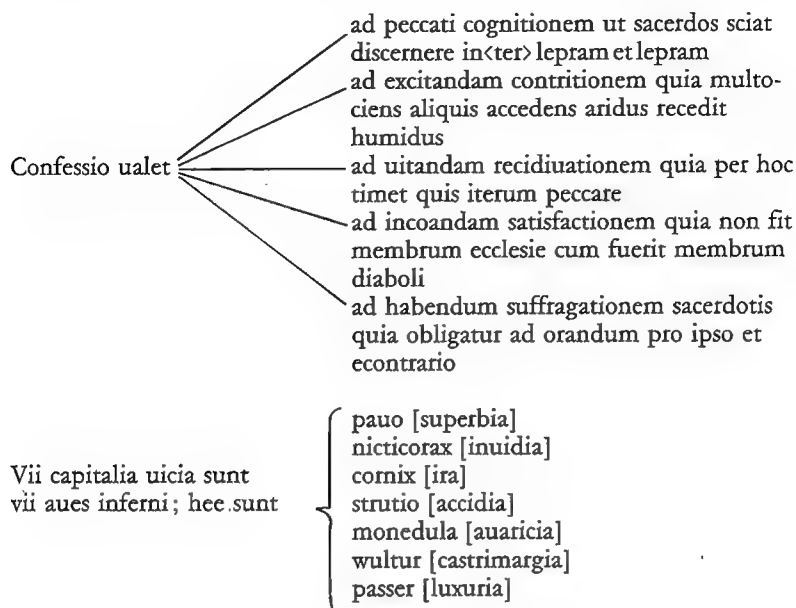 ad peccati cognitionem ut sacerdos sciat
discernere in<ter> lepram et lepram
ad excitandam contritionem quia multo-
ciens aliquis accedens aridus recedit
humidus
Confessio ualet
ad uitandam recidiuationem quia per hoc
timet quis iterum peccare
ad incoandam satisfactionem quia non fit
membrum ecclesie cum fuerit membrum
diaboli
ad habendum suffragationem sacerdotis
quia obligatur ad orandum pro ipso et
econtrario
Vii capitalia uicia sunt
vii aues inferni; hee.sunt
pauo [superbia]
nicticorax [inuidia]
cornix [ira]
strutio [accidia]
monedula [auaricia]
wultur [castrimargia]
passer [luxuria]